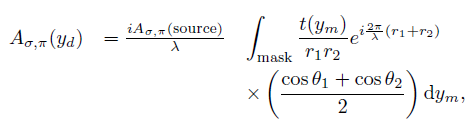 $A_{\sigma,\pi}(y_d) = \frac{iA_{\sigma,\pi}(\text{source})}{\lambda} \int_{\text{mask}} \frac{t(y_m)}{r_1 r_2} e^{i\frac{2\pi}{\lambda}(r_1+r_2)}$
$\times \left( \frac{\cos\theta_1 + \cos\theta_2}{2} \right) \mathrm{d}y_m,$